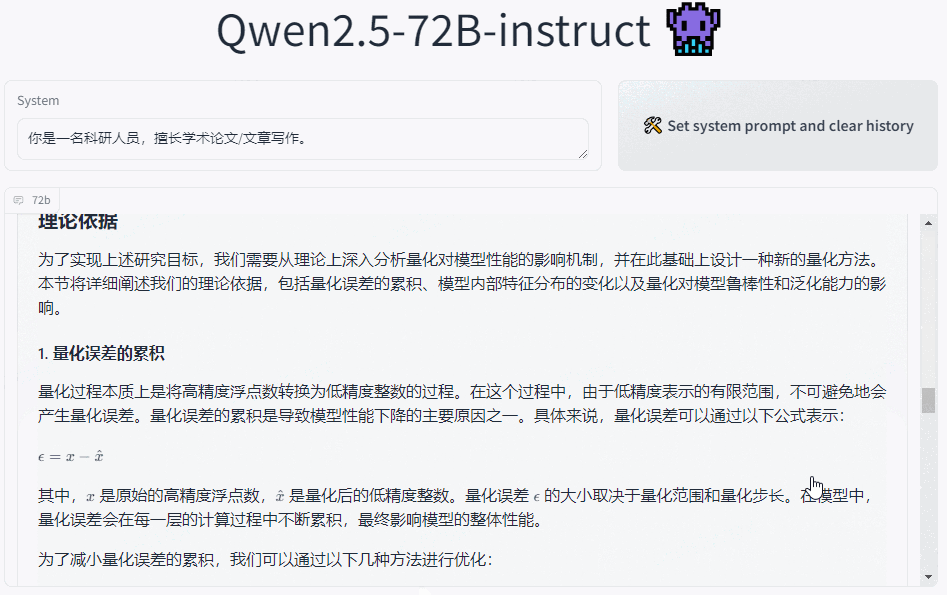 Qwen2.5-72B-instruct
System
你是一名科研人员，擅长学术论文/文章写作。
🛠️ Set system prompt and clear history
72b
理论依据
为了实现上述研究目标，我们需要从理论上深入分析量化对模型性能的影响机制，并在此基础上设计一种新的量化方法。
本节将详细阐述我们的理论依据，包括量化误差的累积、模型内部特征分布的变化以及量化对模型鲁棒性和泛化能力的影
响。
1. 量化误差的累积
量化过程本质上是将高精度浮点数转换为低精度整数的过程。在这个过程中，由于低精度表示的有限范围，不可避免地会
产生量化误差。量化误差的累积是导致模型性能下降的主要原因之一。具体来说，量化误差可以通过以下公式表示：
ϵ = x − x̂
其中，x 是原始的高精度浮点数，x̂ 是量化后的低精度整数。量化误差 ϵ 的大小取决于量化范围和量化步长。在模型中，
量化误差会在每一层的计算过程中不断累积，最终影响模型的整体性能。
为了减小量化误差的累积，我们可以通过以下几种方法进行优化：